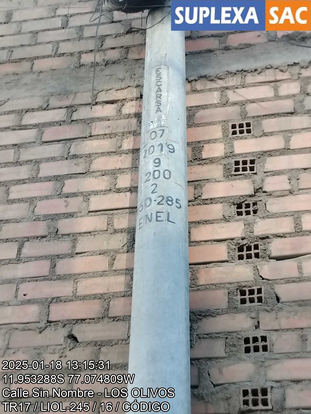 SUPLEXA SAC
ESCARSA
07
2019
9
200
2
150-285
ENEL
2025-01-18 13:15:31
11.953288S 77.074809W
Calle Sin Nombre - LOS OLIVOS
TR17 / LIOL-245 / 16 / CÓDIGO